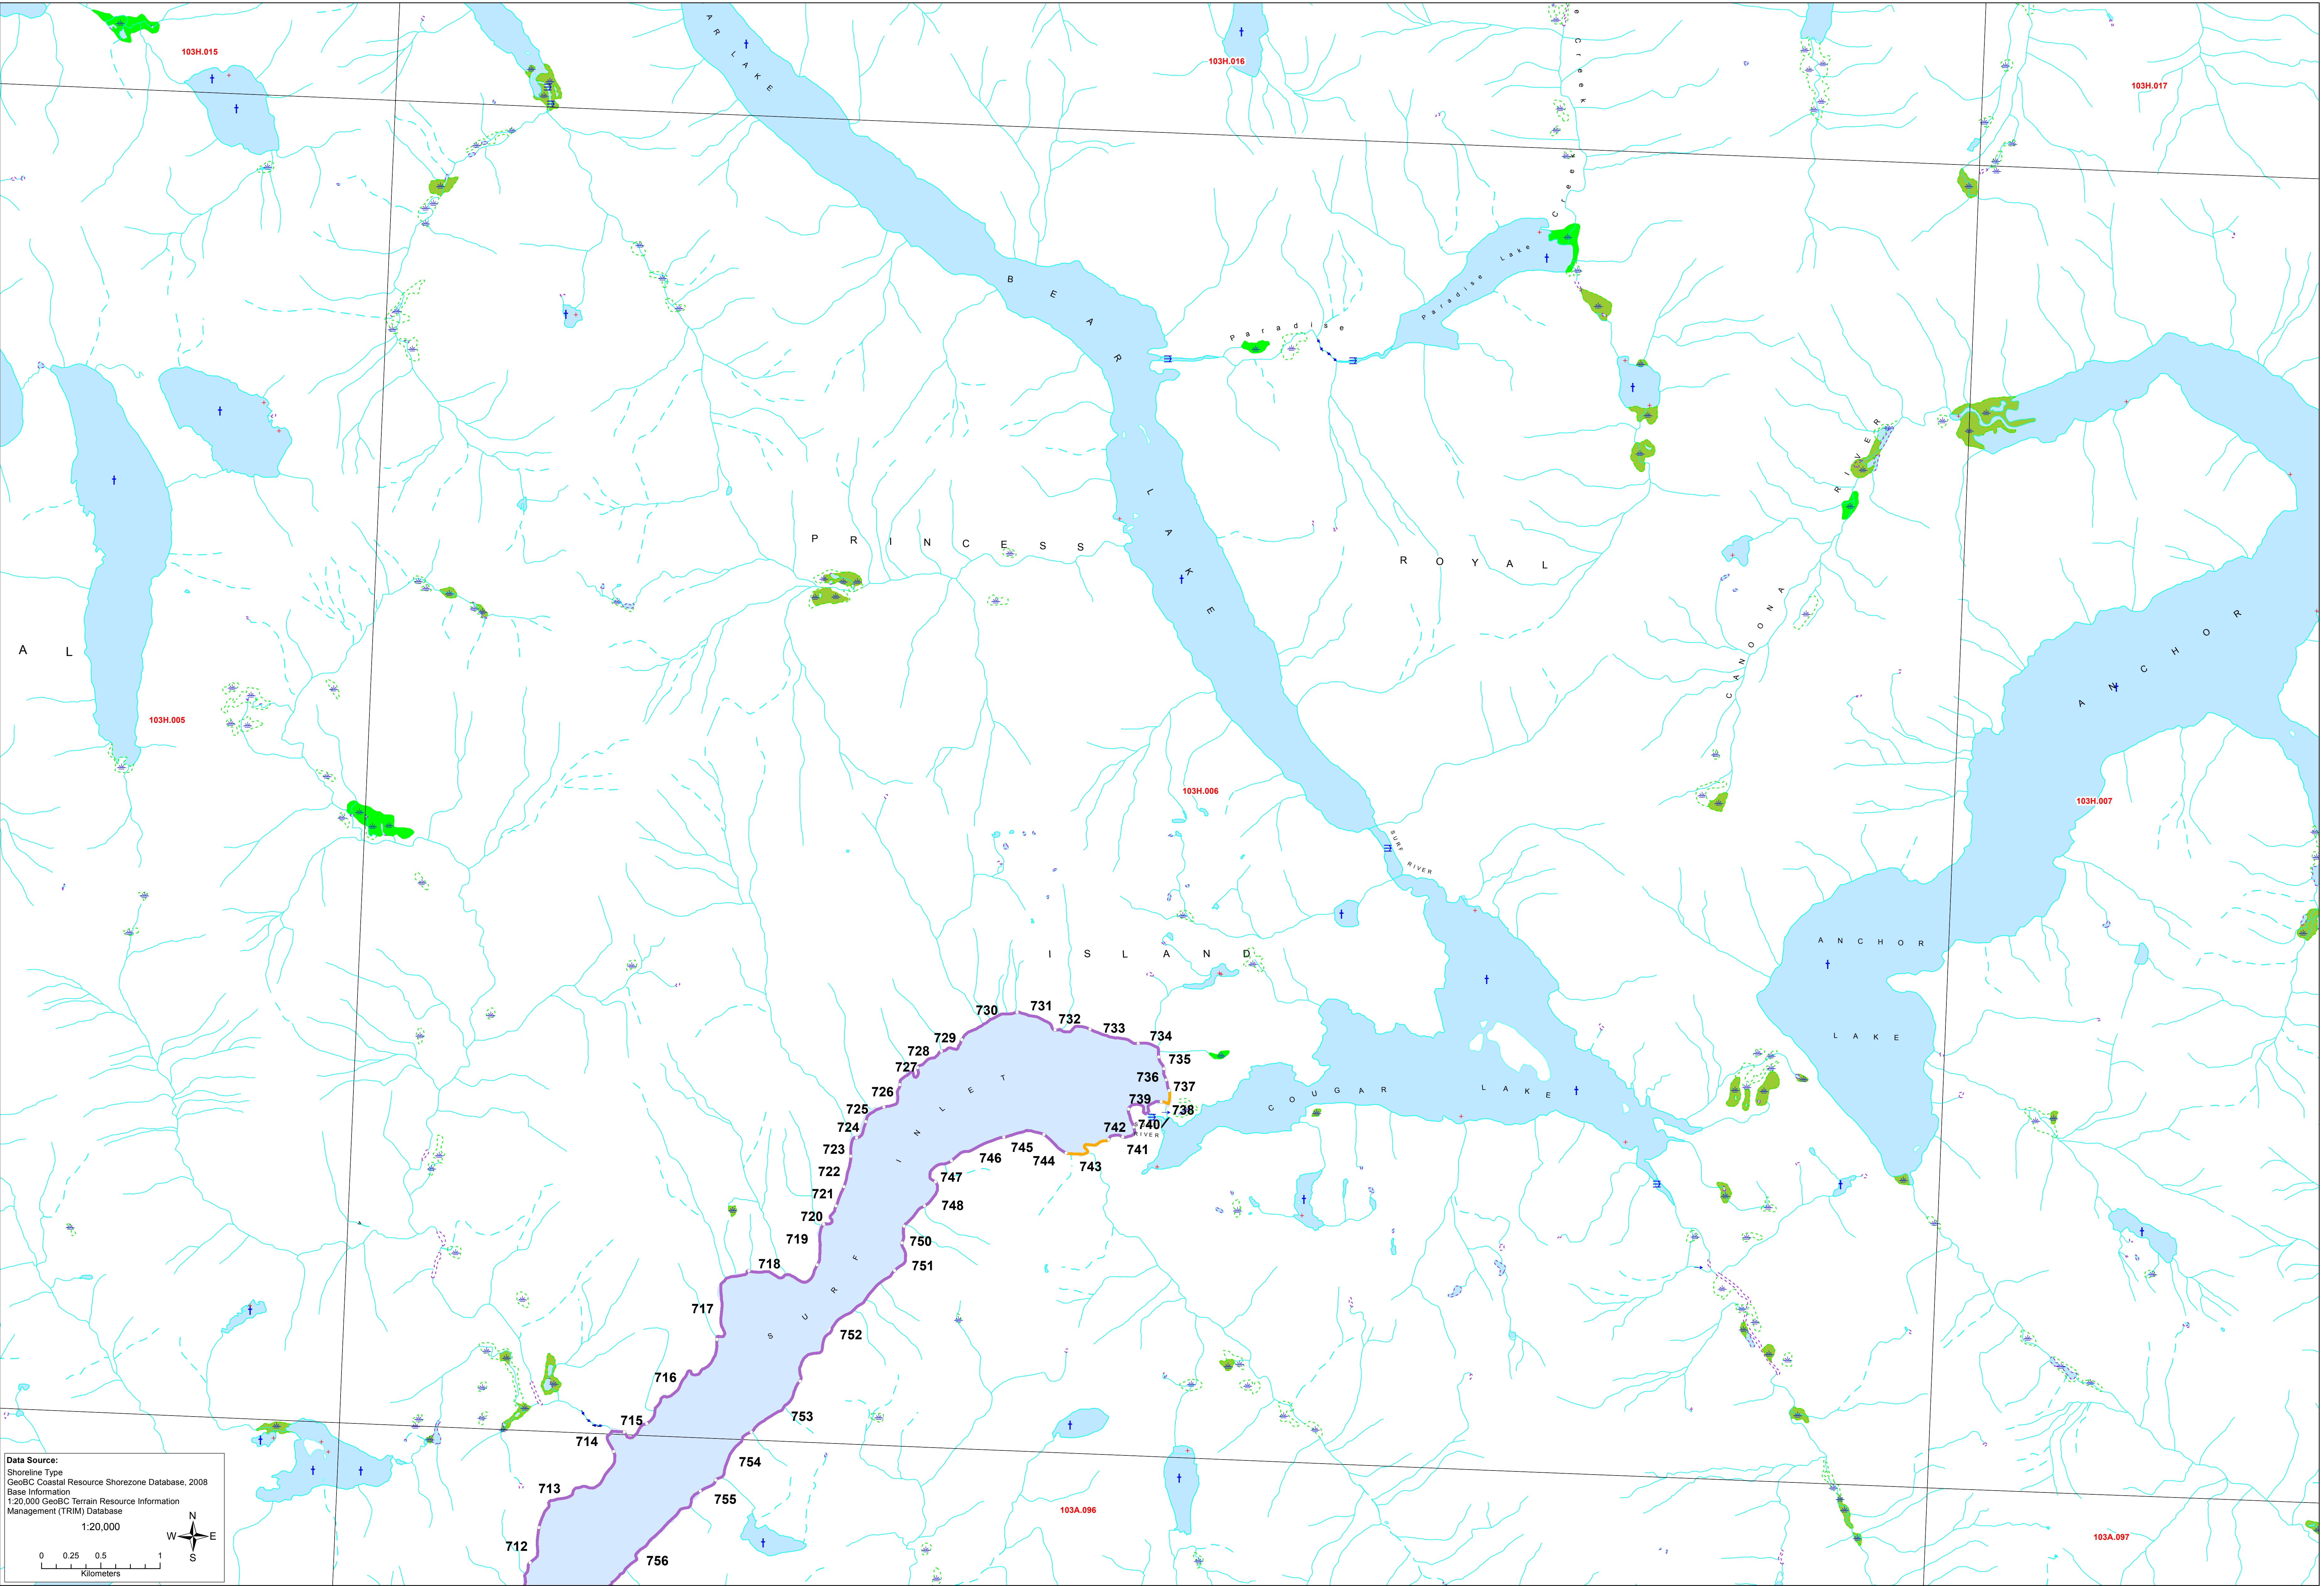 103H.015
AR LAKE
103H.016
Creek
103H.017
Creek
Paradise Lake
Paradise
BEAR LAKE
RIVER
CANOONA
PRINCESS
ROYAL
AL
ANCHOR
103H.005
103H.006
103H.007
SURF
RIVER
ISLAND
ANCHOR
LAKE
COUGAR LAKE
SURF INLET
RIVER
730
731
732
733
734
729
728
727
735
736
726
737
739
738
725
740
724
742
741
723
745
746
744
743
722
747
721
748
720
719
750
751
718
717
752
716
753
715
714
754
713
755
712
756
103A.096
103A.097
Data Source:
Shoreline Type
GeoBC Coastal Resource Shorezone Database, 2008
Base Information
1:20,000 GeoBC Terrain Resource Information
Management (TRIM) Database
1:20,000
N
W E
S
0 0.25 0.5 1
Kilometers